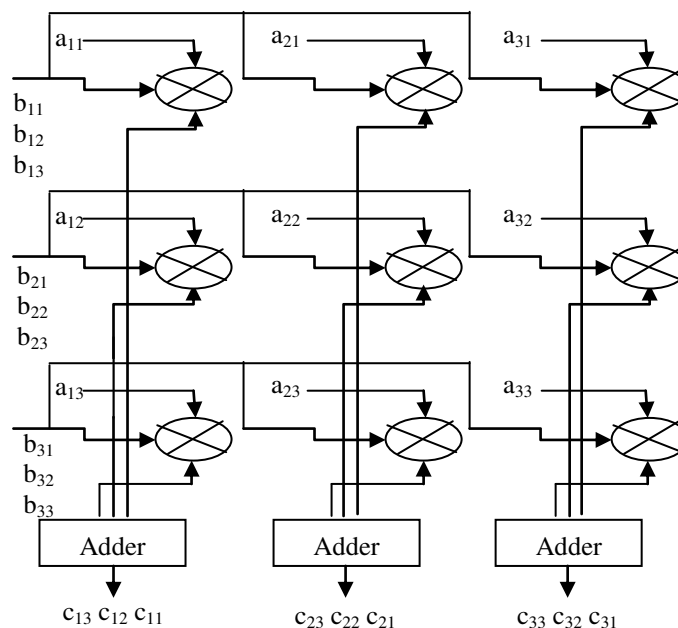 a₁₁ a₂₁ a₃₁
b₁₁
b₁₂
b₁₃
a₁₂ a₂₂ a₃₂
b₂₁
b₂₂
b₂₃
a₁₃ a₂₃ a₃₃
b₃₁
b₃₂
b₃₃
Adder Adder Adder
c₁₃ c₁₂ c₁₁ c₂₃ c₂₂ c₂₁ c₃₃ c₃₂ c₃₁